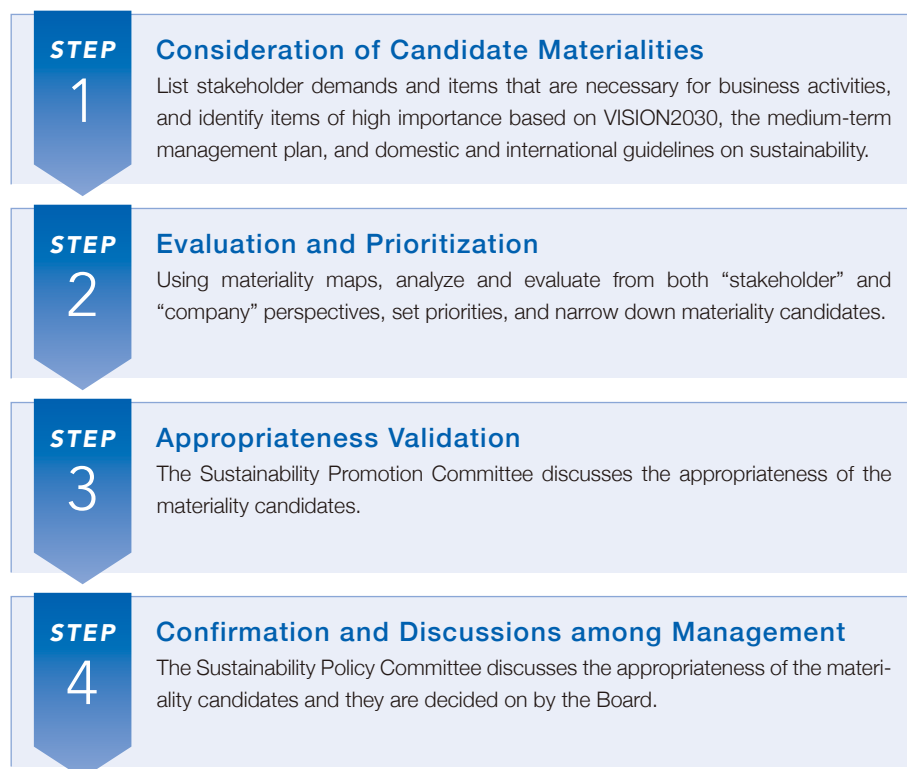 STEP
1
Consideration of Candidate Materialities
List stakeholder demands and items that are necessary for business activities,
and identify items of high importance based on VISION2030, the medium-term
management plan, and domestic and international guidelines on sustainability.
STEP
2
Evaluation and Prioritization
Using materiality maps, analyze and evaluate from both “stakeholder” and
“company” perspectives, set priorities, and narrow down materiality candidates.
STEP
3
Appropriateness Validation
The Sustainability Promotion Committee discusses the appropriateness of the
materiality candidates.
STEP
4
Confirmation and Discussions among Management
The Sustainability Policy Committee discusses the appropriateness of the materi-
ality candidates and they are decided on by the Board.